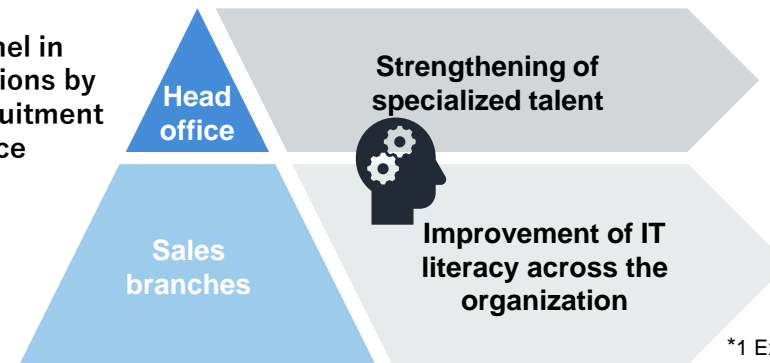 nel in
ions by
ruitment
ce
Head
office
Strengthening of
specialized talent
Sales
branches
Improvement of IT
literacy across the
organization
*1 E